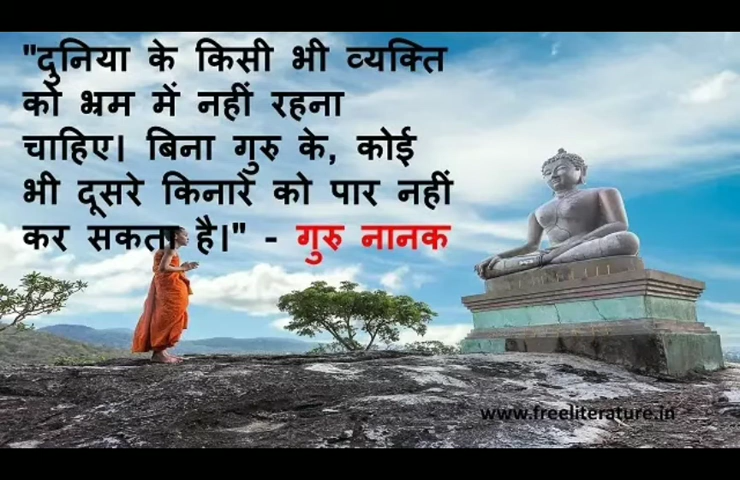 "दुनिया के किसी भी व्यक्ति
को भ्रम में नहीं रहना
चाहिए। बिना गुरु के, कोई
भी दूसरे किनारे को पार नहीं
कर सकता है।" - गुरु नानक
www.freeliterature.in